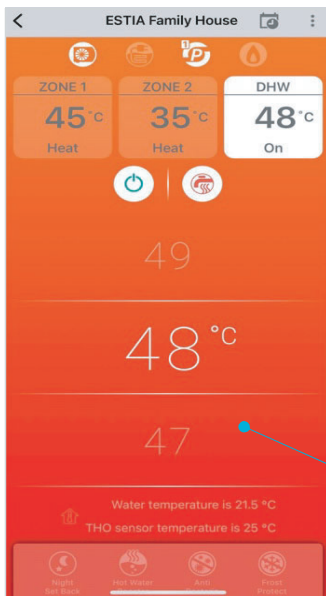 ESTIA Family House
1
P
ZONE 1 ZONE 2 DHW
45°C 35°C 48°C
Heat Heat On
49
48°C
47
Water temperature is 21.5 °C
THO sensor temperature is 25 °C
Night Hot Water Anti Frost
Set Back Protect